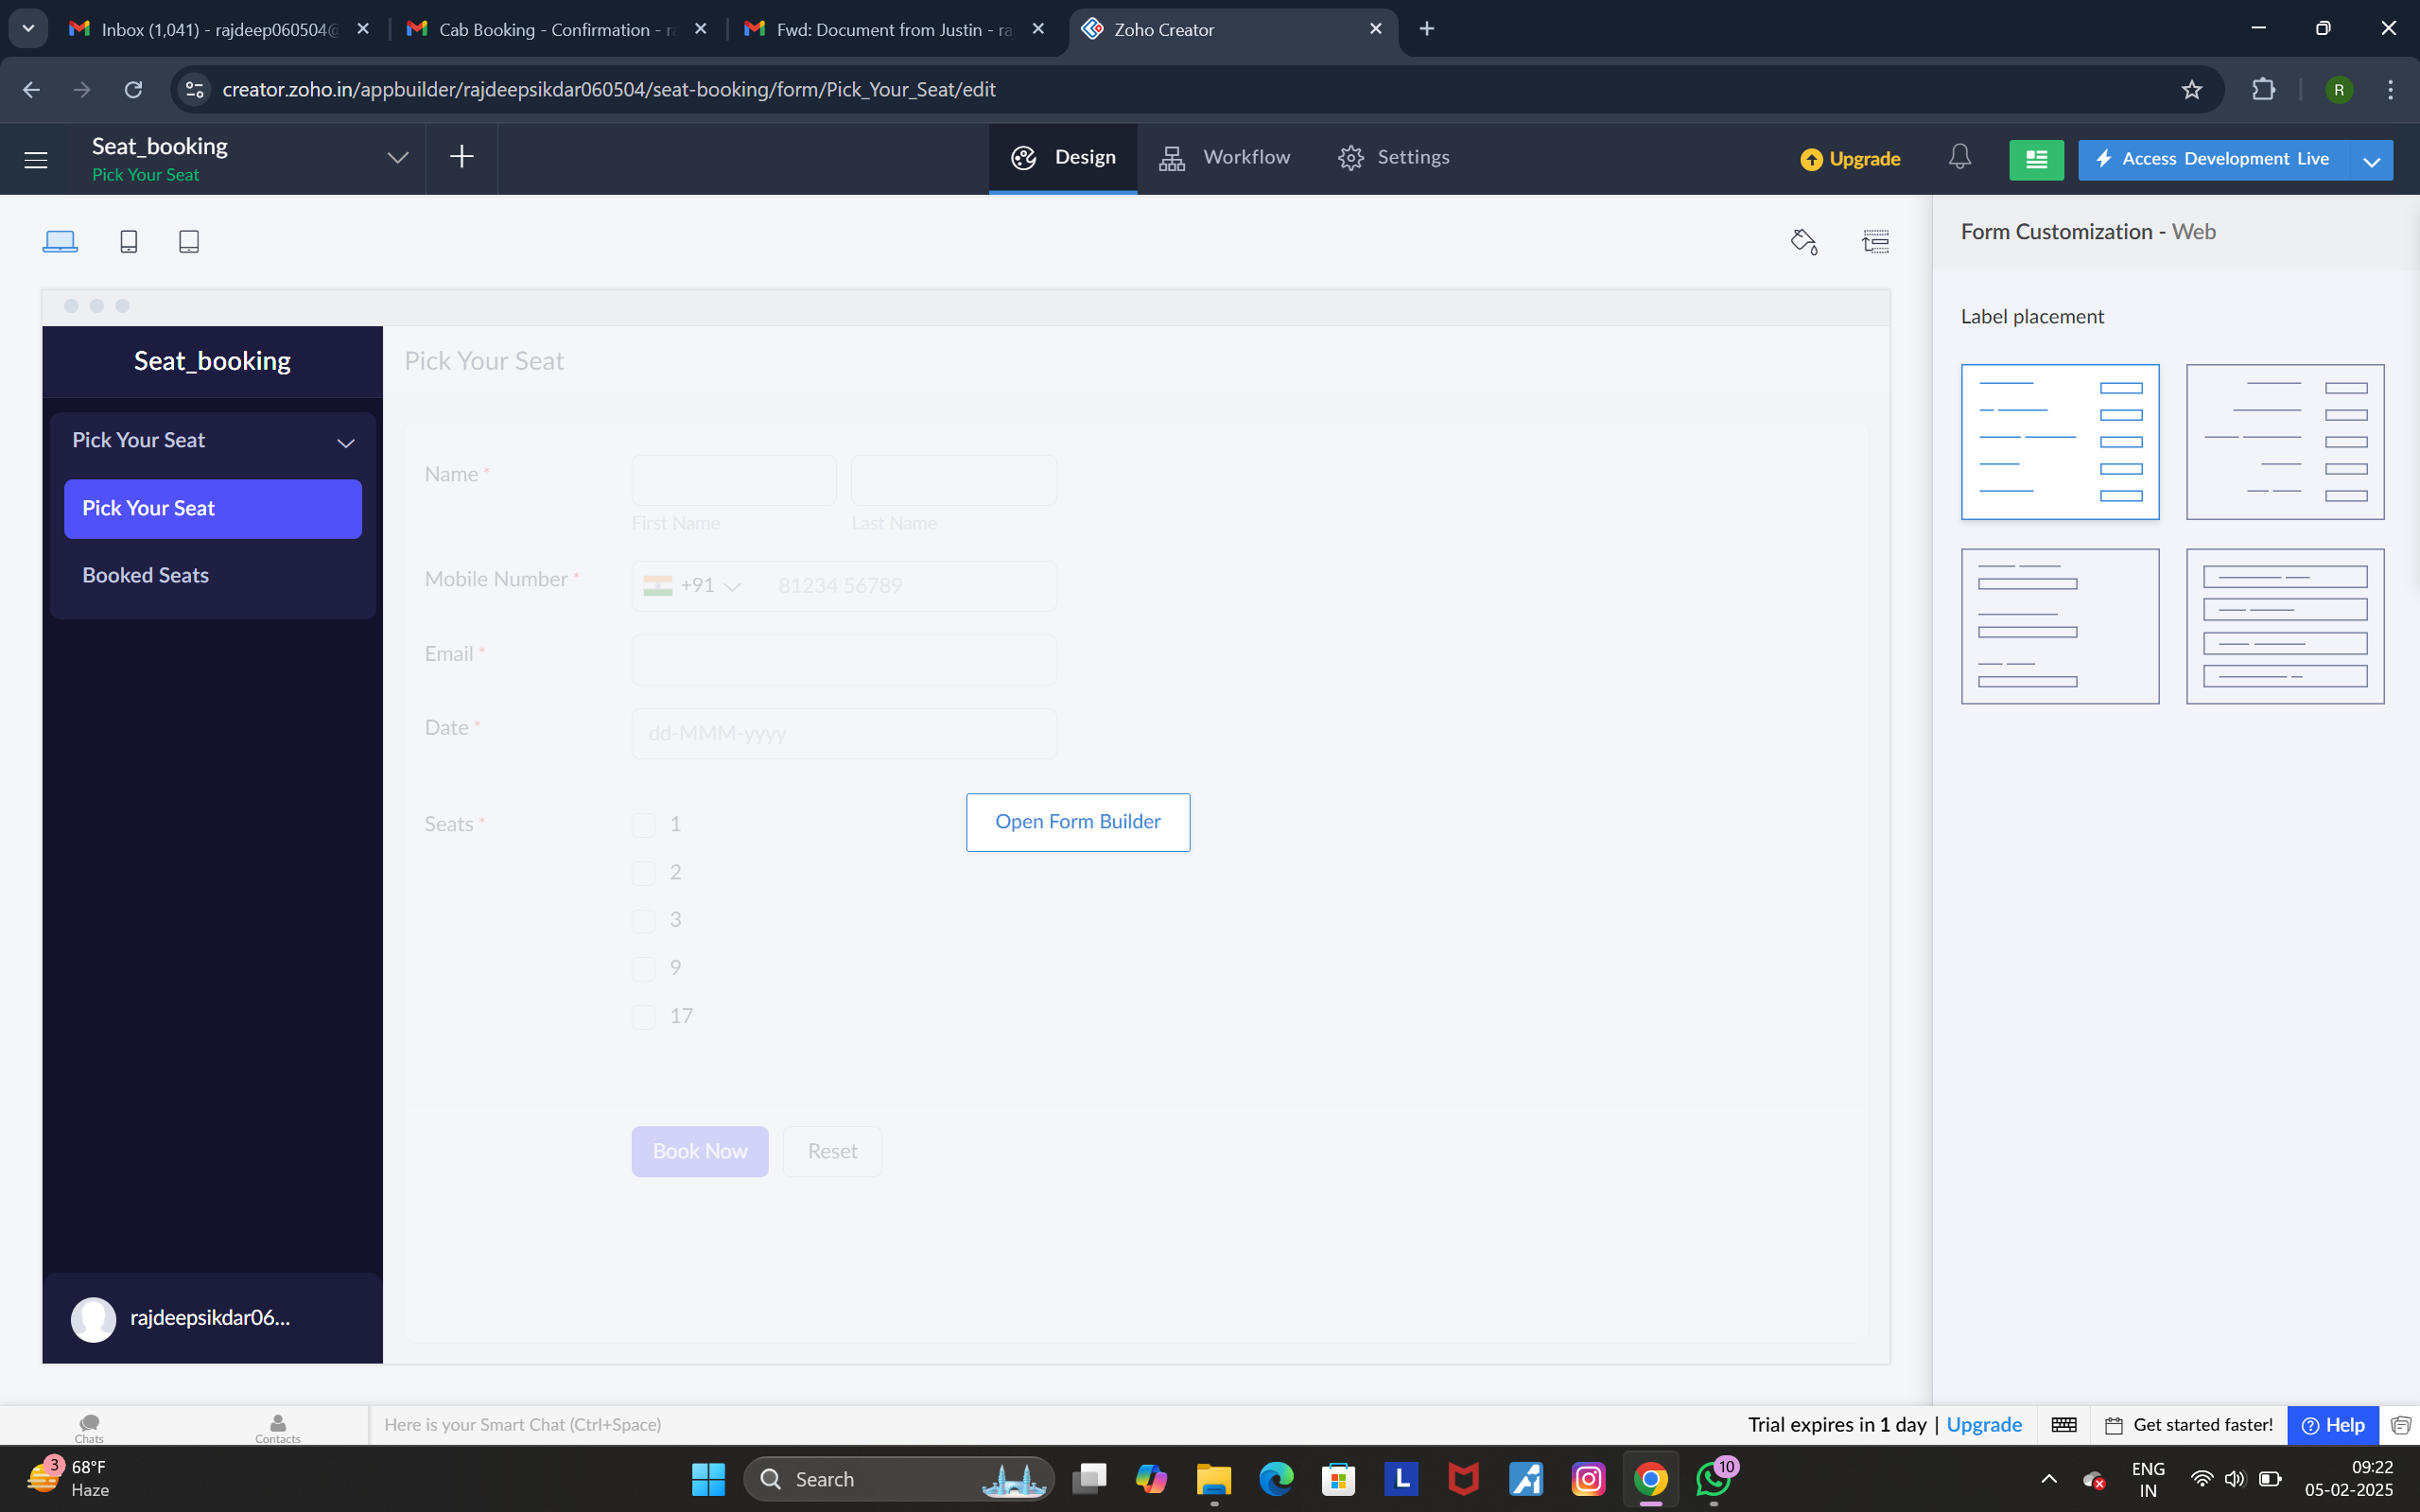 Inbox (1,041) - rajdeep060504@
Cab Booking - Confirmation - ra
Fwd: Document from Justin - ra
Zoho Creator
creator.zoho.in/appbuilder/rajdeepsikdar060504/seat-booking/form/Pick_Your_Seat/edit
R
Seat_booking
Pick Your Seat
Design
Workflow
Settings
Upgrade
Access Development Live
Form Customization - Web
Label placement
Seat_booking
Pick Your Seat
Pick Your Seat
Booked Seats
rajdeepsikdar06...
Pick Your Seat
Name *
First Name
Last Name
Mobile Number *
+91
81234 56789
Email *
Date *
dd-MMM-yyyy
Seats *
1
2
3
9
17
Open Form Builder
Book Now
Reset
Chats
Contacts
Here is your Smart Chat (Ctrl+Space)
Trial expires in 1 day | Upgrade
Get started faster!
Help
3
68°F
Haze
Search
L
10
ENG
IN
09:22
05-02-2025